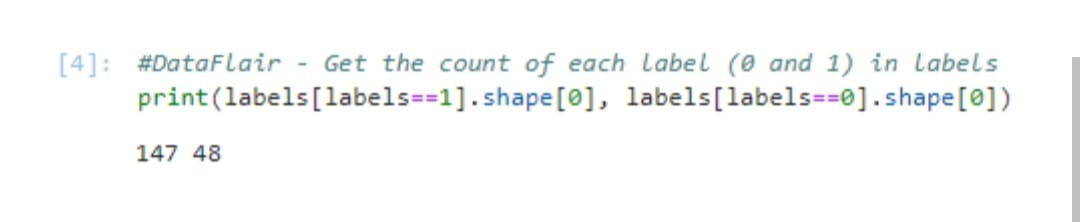 [4]: #DataFlair - Get the count of each label (0 and 1) in labels
print(labels[labels==1].shape[0], labels[labels==0].shape[0])
147 48